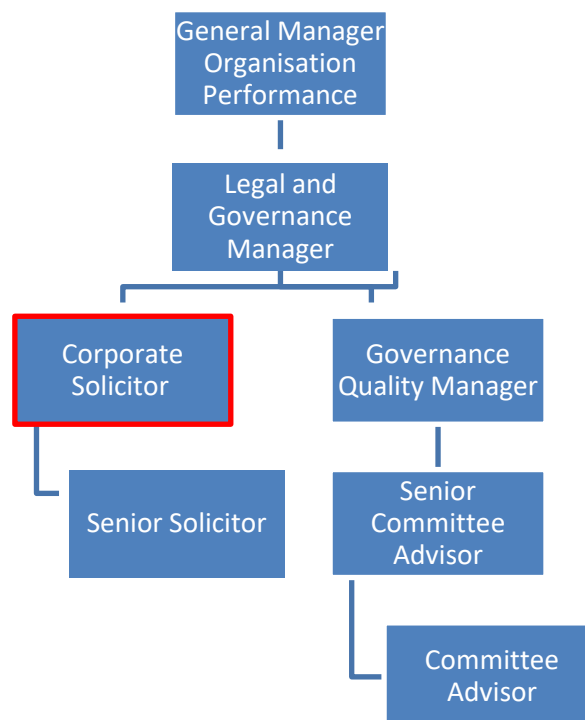 General Manager
Organisation
Performance
Legal and
Governance
Manager
Corporate
Solicitor
Governance
Quality Manager
Senior Solicitor
Senior
Committee
Advisor
Committee
Advisor